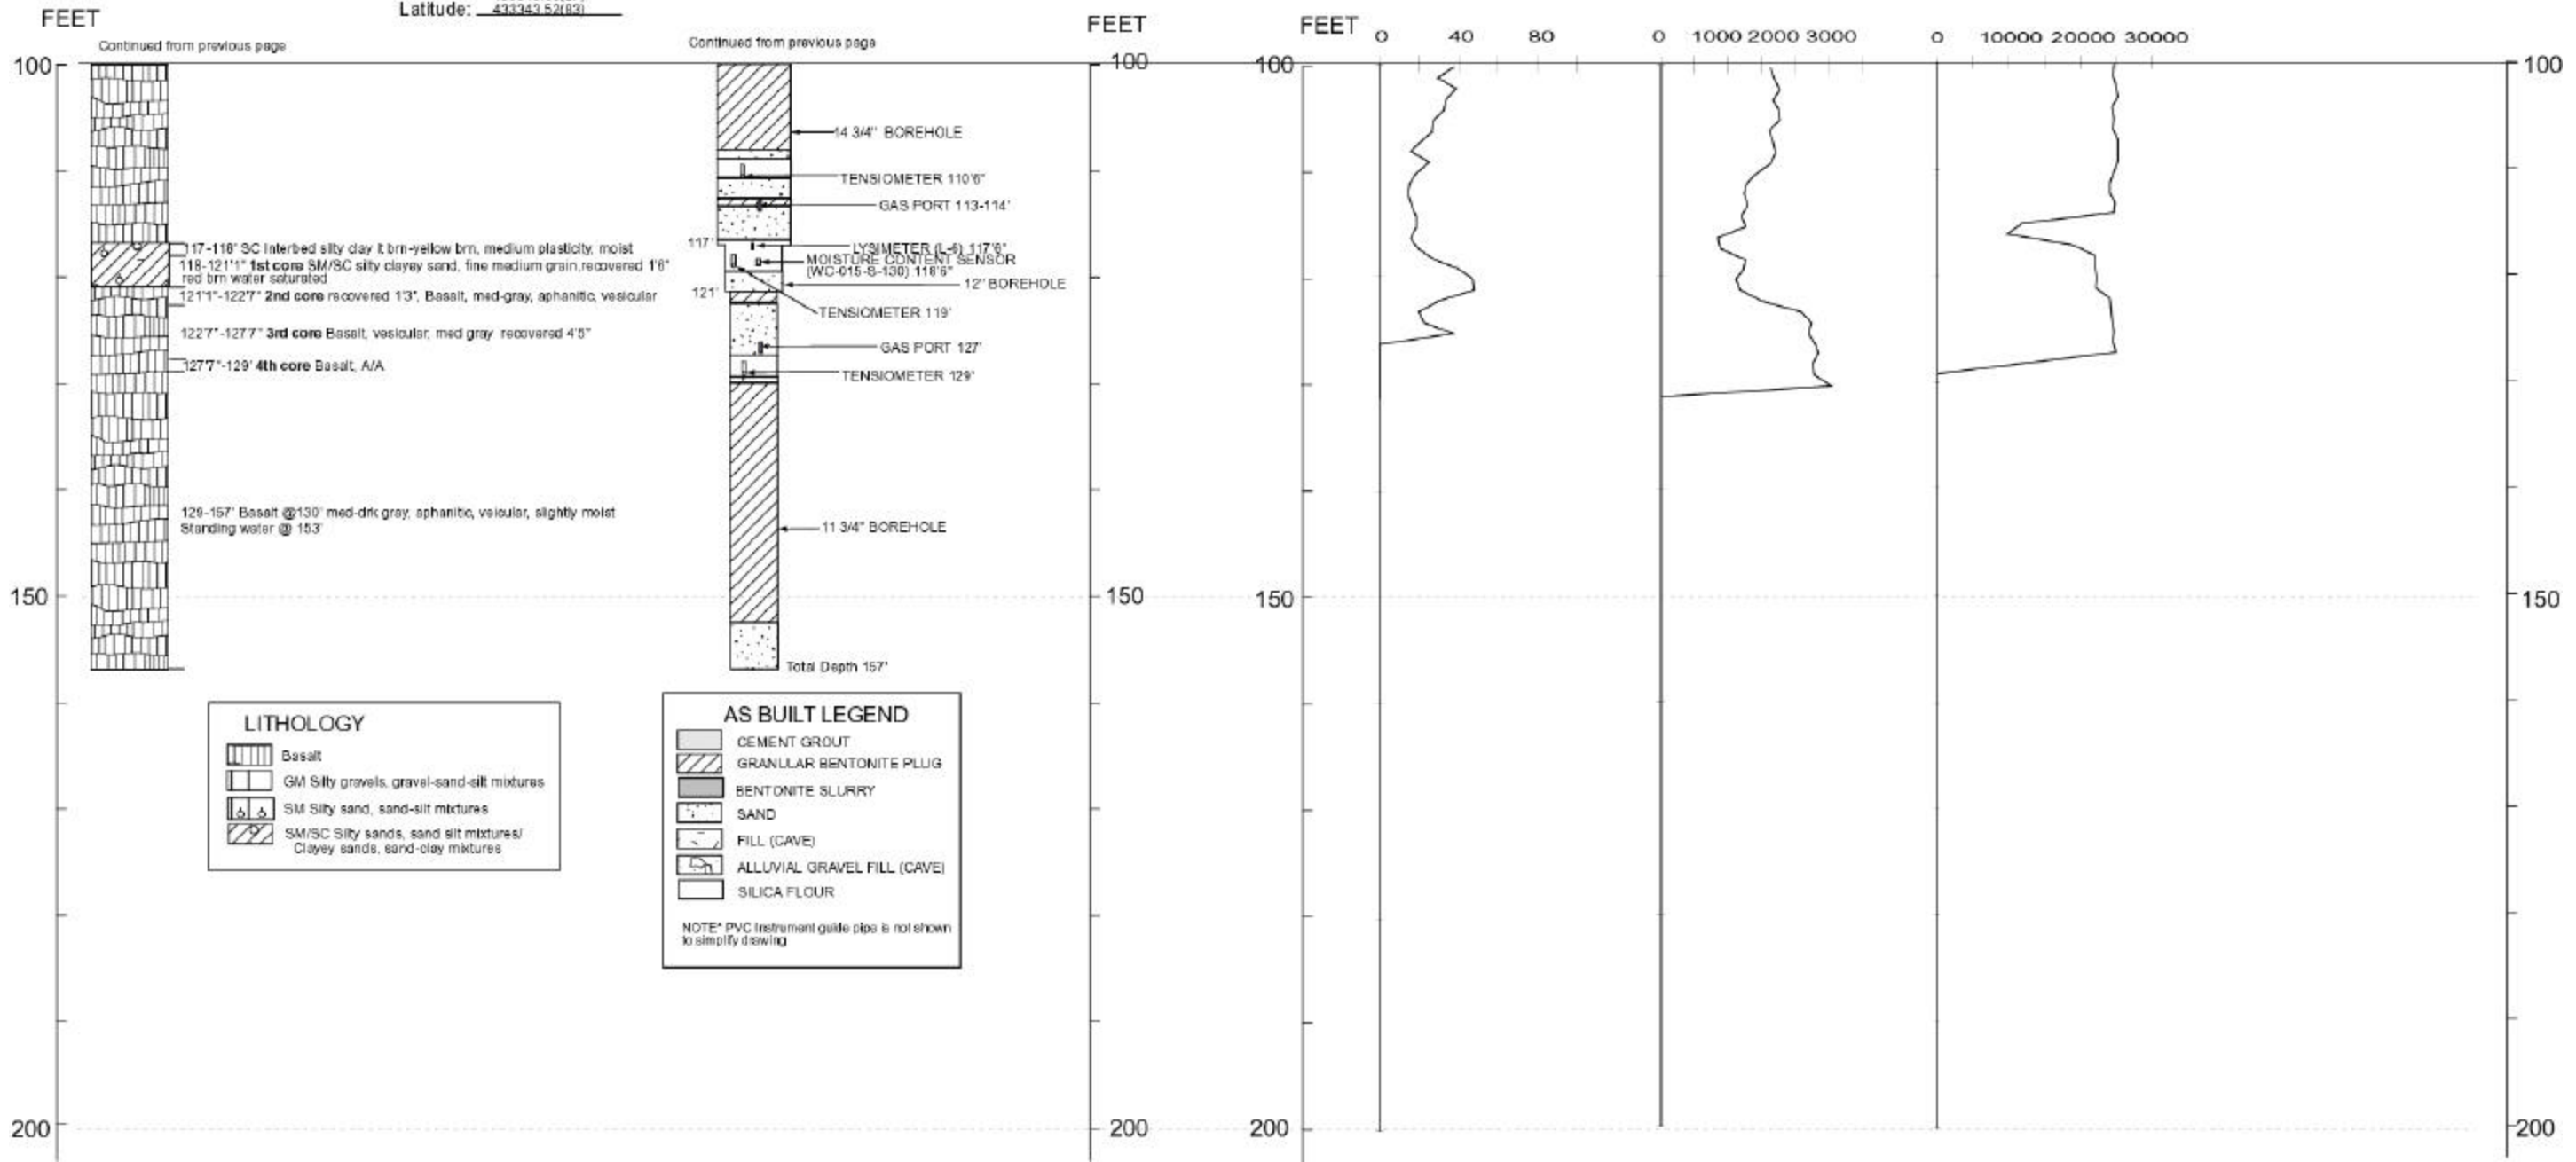 Latitude: 433343.52(83)
FEET
Continued from previous page
100
117-118' SC Interbed silty clay lt brn-yellow brn, medium plasticity, moist
118-121'1" 1st core SM/SC silty clayey sand, fine medium grain,recovered 1'6"
red brn water saturated
121'1"-122'7" 2nd core recovered 1'3", Basalt, med-gray, aphanitic, vesicular
122'7"-127'7" 3rd core Basalt, vesicular, med gray recovered 4'5"
127'7"-129' 4th core Basalt, A/A
129-157' Basalt @130' med-drk gray, aphanitic, veicular, slightly moist
Standing water @ 153'
150
200
LITHOLOGY
Basalt
GM Silty gravels, gravel-sand-silt mixtures
SM Silty sand, sand-silt mixtures
SM/SC Silty sands, sand silt mixtures/
Clayey sands, sand-clay mixtures
Continued from previous page
14 3/4" BOREHOLE
TENSIOMETER 110'6"
GAS PORT 113-114'
117'
LYSIMETER (L-6) 117'6"
MOISTURE CONTENT SENSOR
(WC-015-S-130) 118'6"
12" BOREHOLE
121'
TENSIOMETER 119'
GAS PORT 127'
TENSIOMETER 129'
11 3/4" BOREHOLE
Total Depth 157'
AS BUILT LEGEND
CEMENT GROUT
GRANULAR BENTONITE PLUG
BENTONITE SLURRY
SAND
FILL (CAVE)
ALLUVIAL GRAVEL FILL (CAVE)
SILICA FLOUR
NOTE* PVC Instrument guide pipe is not shown
to simplify drawing
FEET
100
150
200
FEET
0 40 80
0 1000 2000 3000
0 10000 20000 30000
100
150
200
100
150
200